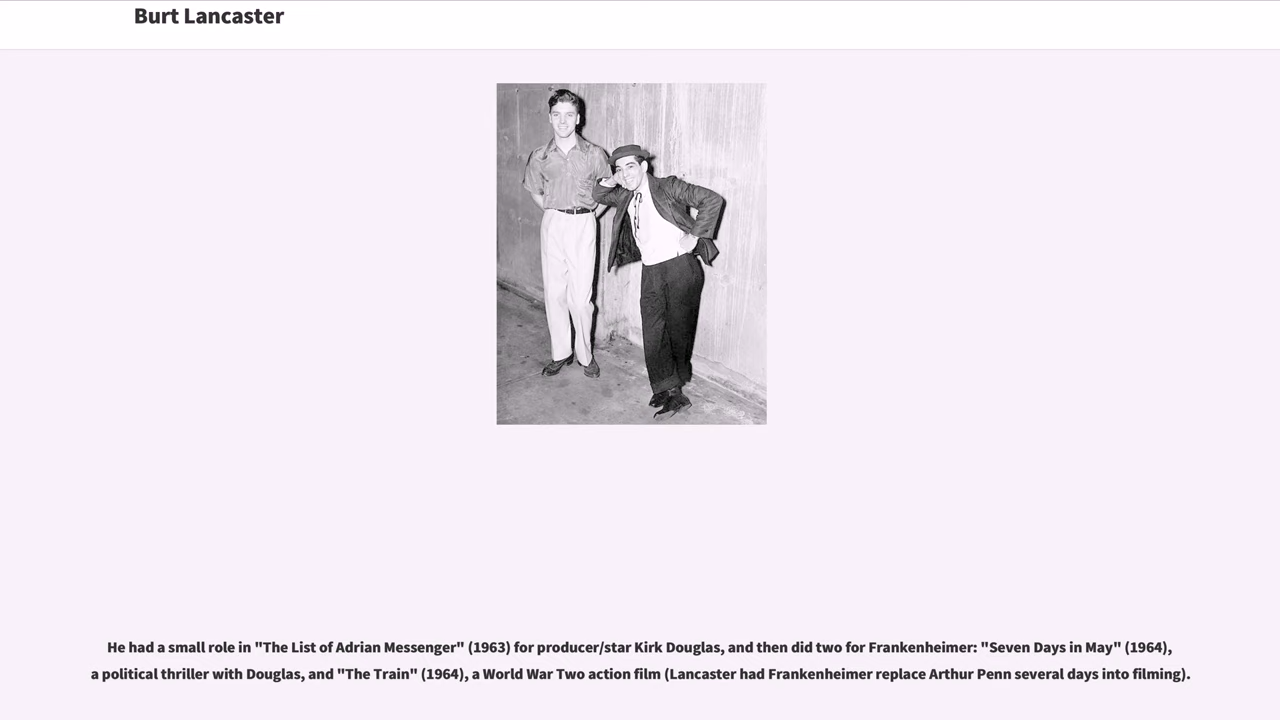 Burt Lancaster
He had a small role in "The List of Adrian Messenger" (1963) for producer/star Kirk Douglas, and then did two for Frankenheimer: "Seven Days in May" (1964),
a political thriller with Douglas, and "The Train" (1964), a World War Two action film (Lancaster had Frankenheimer replace Arthur Penn several days into filming).